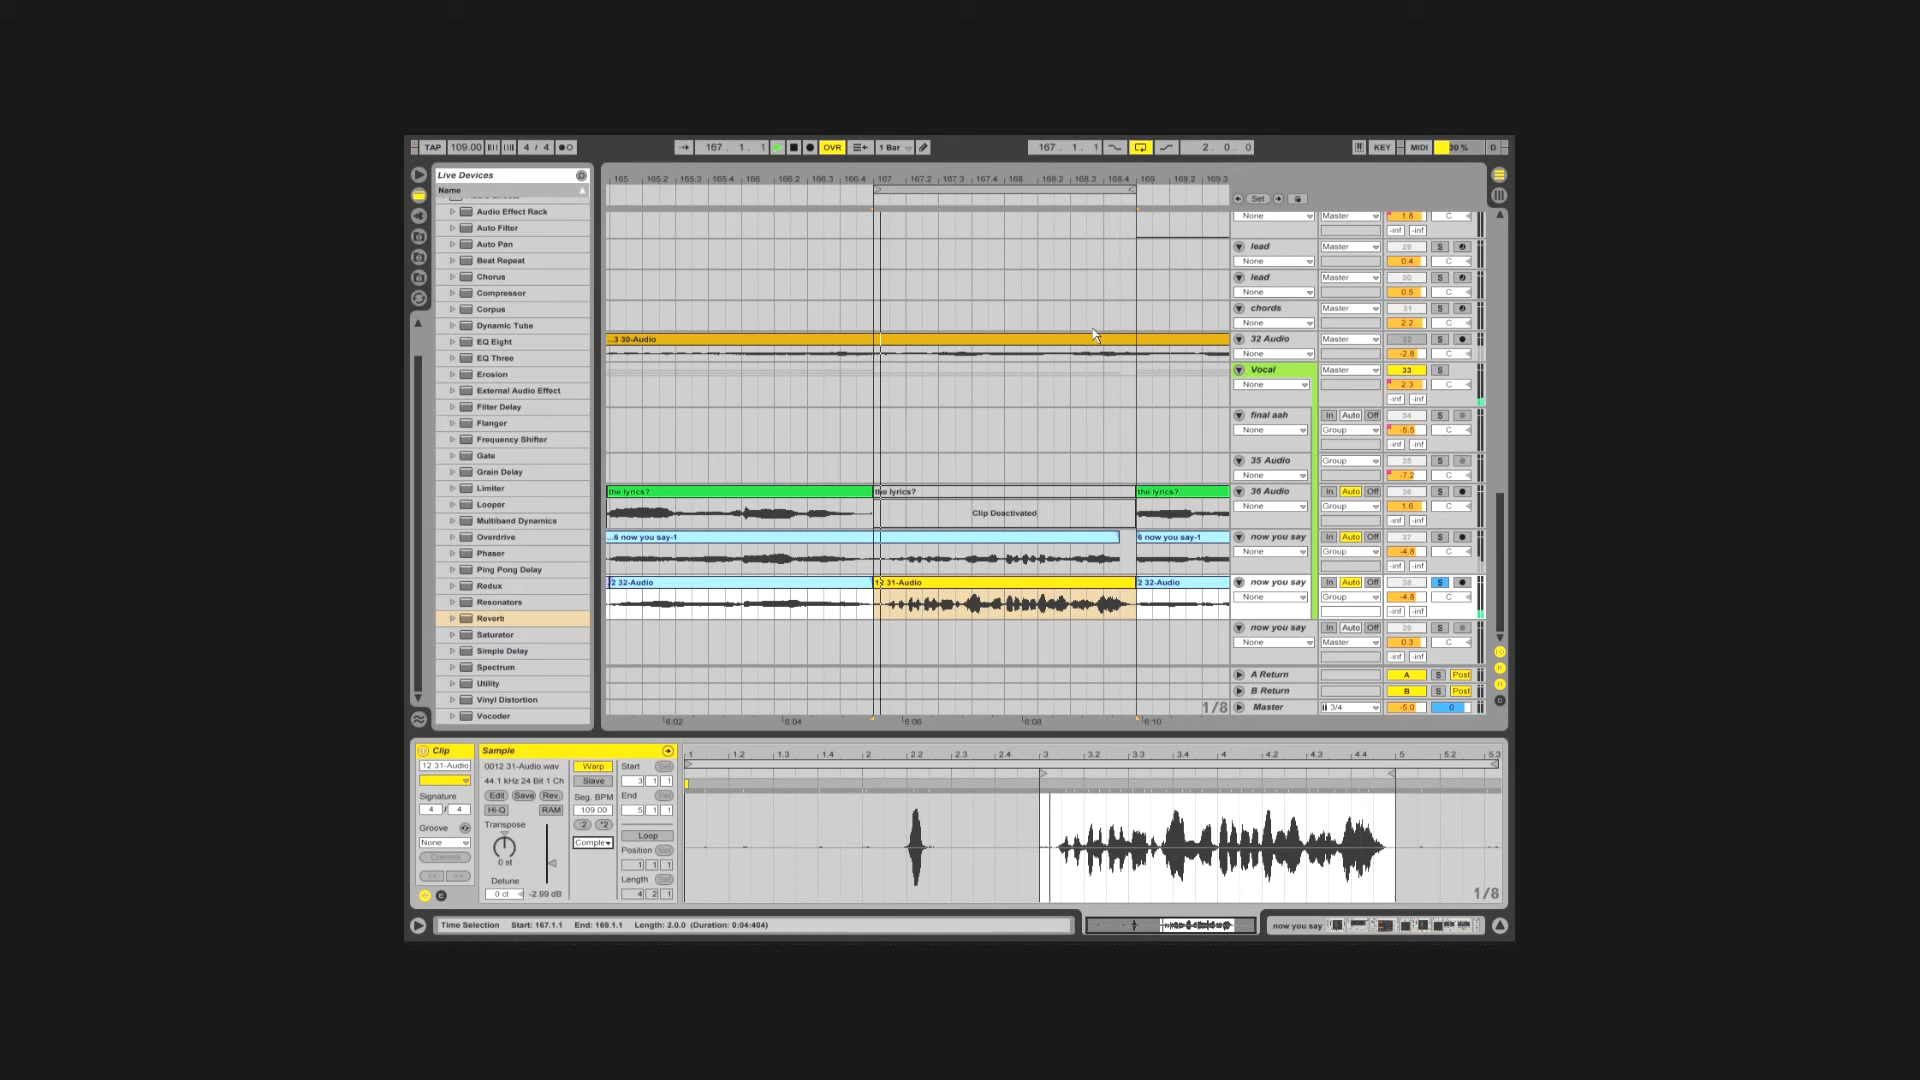 TAP 109.00 4 / 4 167 . 1 . 1 OVR 1 Bar 167 . 1 . 1 2 . 0 . 0 KEY MIDI 30 % D
Live Devices
Name
Audio Effect Rack
Auto Filter
Auto Pan
Beat Repeat
Chorus
Compressor
Corpus
Dynamic Tube
EQ Eight
EQ Three
Erosion
External Audio Effect
Filter Delay
Flanger
Frequency Shifter
Gate
Grain Delay
Limiter
Looper
Multiband Dynamics
Overdrive
Phaser
Ping Pong Delay
Redux
Resonators
Reverb
Saturator
Simple Delay
Spectrum
Utility
Vinyl Distortion
Vocoder
165 165.2 165.3 165.4 166 166.2 166.3 166.4 167 167.2 167.3 167.4 168 168.2 168.3 168.4 169 169.2 169.3
Set
None Master 1.8 C
-inf -inf
lead Master 29 S
None 0.4 C
lead Master 30 S
None 0.5 C
chords Master 31 S
None 2.2 C
...3 30-Audio 32 Audio Master 32 S
None -2.8 C
Vocal Master 33 S
None 2.3 C
-inf -inf
final aah In Auto Off 34 S
None Group -5.5 C
-inf -inf
35 Audio Group 35 S
None -7.2 C
the lyrics? the lyrics? the lyrics? 36 Audio In Auto Off 36 S
Clip Deactivated None Group 1.6 C
-inf -inf
...6 now you say-1 6 now you say-1 now you say In Auto Off 37 S
None Group -4.8 C
-inf -inf
2 32-Audio 12 31-Audio 2 32-Audio now you say In Auto Off 38 S
None Group -4.8 C
-inf -inf
now you say In Auto Off 39 S
None Master 0.3 C
-inf -inf
A Return A S Post
B Return B S Post
1/8 Master 3/4 -5.0 0
6:02 6:04 6:06 6:08 6:10
Clip
12 31-Audio
Signature
4 / 4
Groove
None
Commit
<< >>
Sample
0012 31-Audio.wav
44.1 kHz 24 Bit 1 Ch
Edit Save Rev.
Hi-Q RAM
Transpose
0 st
Detune
0 ct -2.99 dB
Warp
Slave
Seg. BPM
109.00
:2 *2
Comple
Start Set
3 1 1
End Set
5 1 1
Loop
Position Set
1 1 1
Length Set
4 2 1
1 1.2 1.3 1.4 2 2.2 2.3 2.4 3 3.2 3.3 3.4 4 4.2 4.3 4.4 5 5.2 5.3
1/8
Time Selection Start: 167.1.1 End: 169.1.1 Length: 2.0.0 (Duration: 0:04:404)
now you say